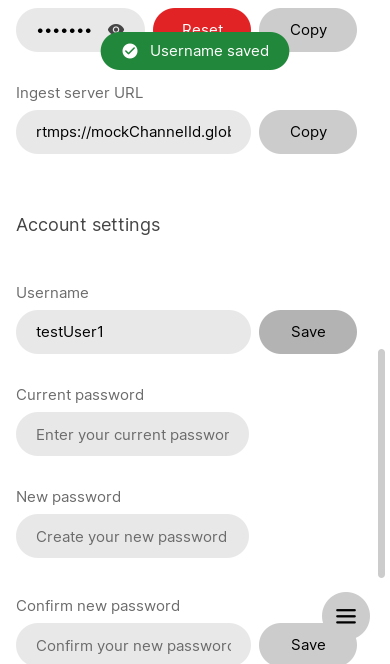 •••••••
Reset
Copy
Username saved
Ingest server URL
rtmps://mockChannelId.glob
Copy
Account settings
Username
testUser1
Save
Current password
Enter your current passwor
New password
Create your new password
Confirm new password
Confirm your new password
Save